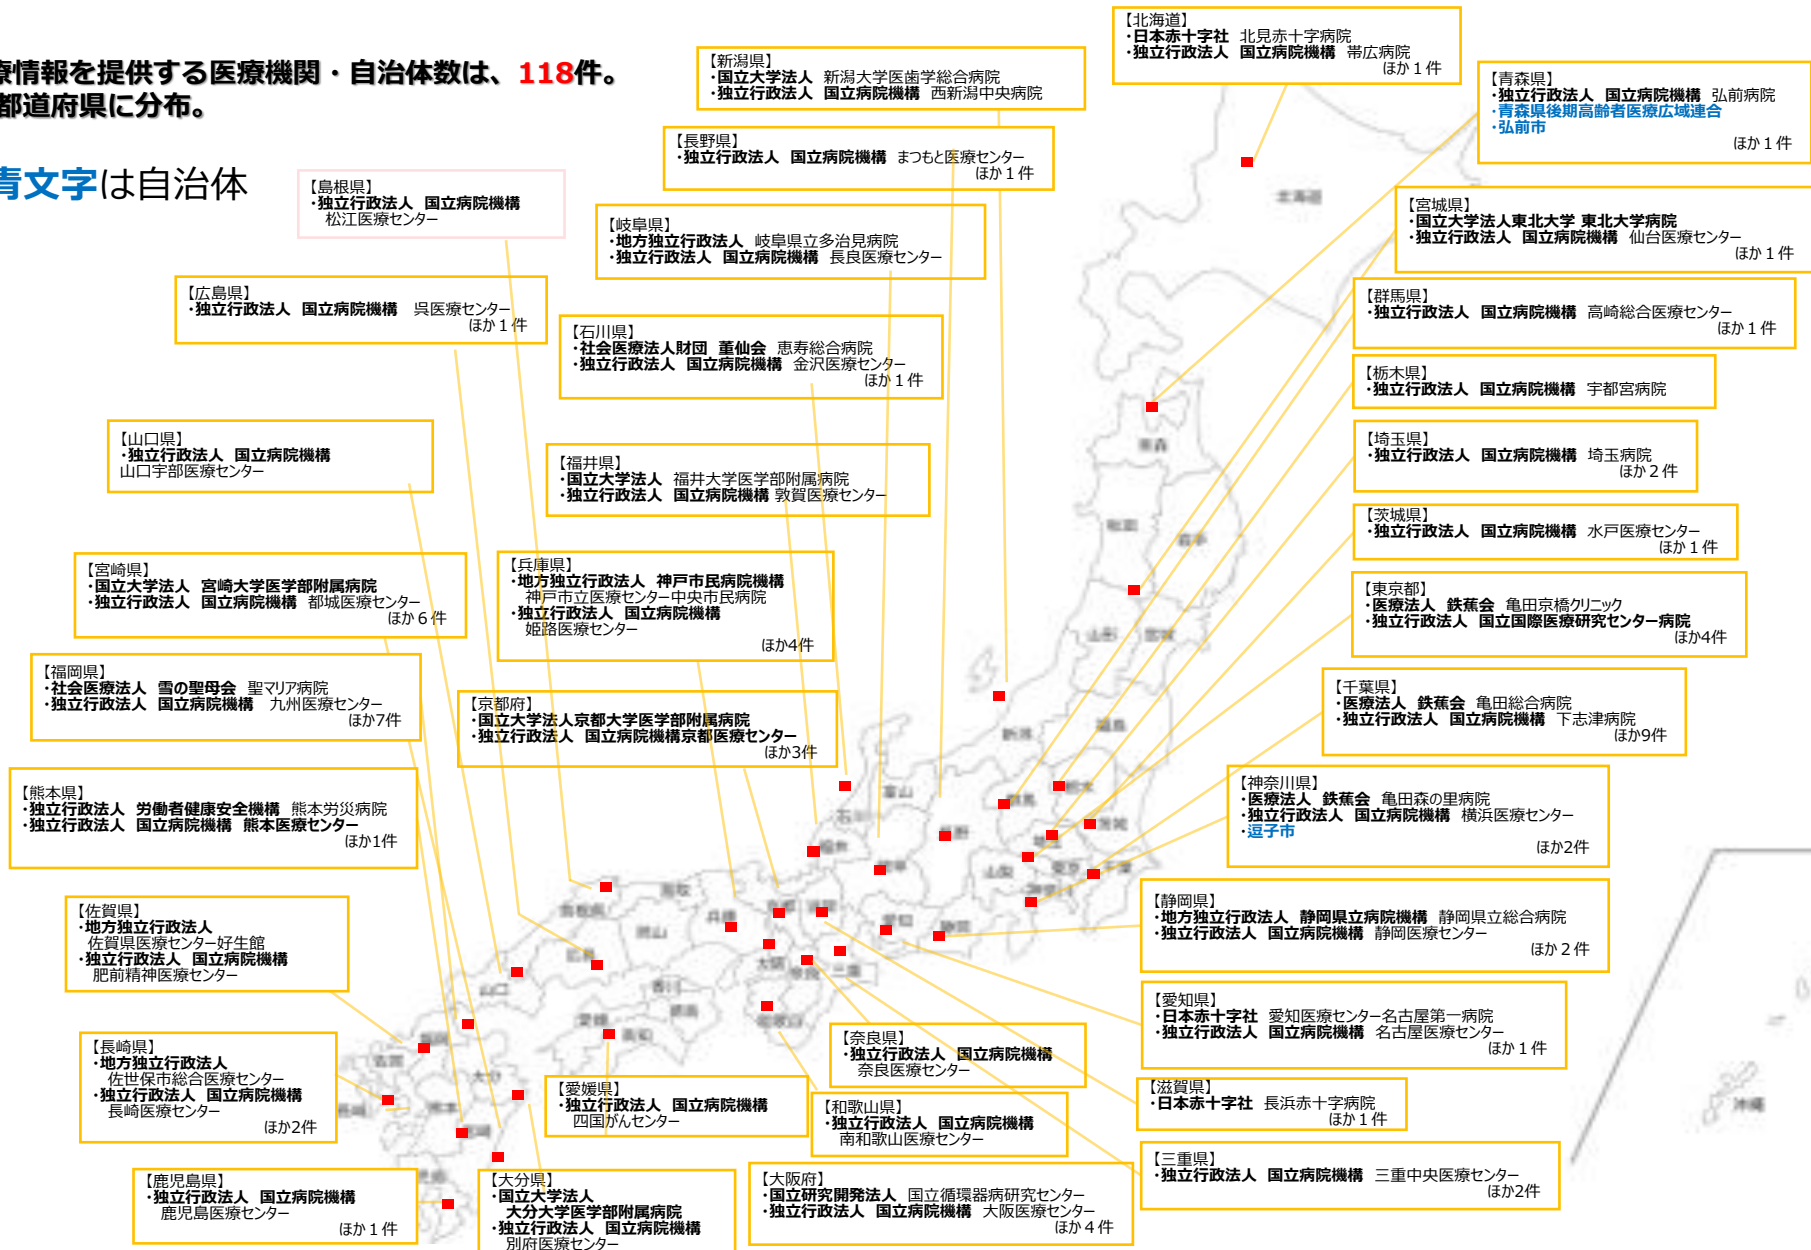 療情報を提供する医療機関・自治体数は、118件。
都道府県に分布。
青文字は自治体
【北海道】
・日本赤十字社 北見赤十字病院
・独立行政法人 国立病院機構 帯広病院
ほか１件
【新潟県】
・国立大学法人 新潟大学医歯学総合病院
・独立行政法人 国立病院機構 西新潟中央病院
【青森県】
・独立行政法人 国立病院機構 弘前病院
・青森県後期高齢者医療広域連合
・弘前市
ほか１件
【長野県】
・独立行政法人 国立病院機構 まつもと医療センター
ほか１件
【島根県】
・独立行政法人 国立病院機構
松江医療センター
【宮城県】
・国立大学法人東北大学 東北大学病院
・独立行政法人 国立病院機構 仙台医療センター
ほか１件
【岐阜県】
・地方独立行政法人 岐阜県立多治見病院
・独立行政法人 国立病院機構 長良医療センター
【広島県】
・独立行政法人 国立病院機構 呉医療センター
ほか１件
【群馬県】
・独立行政法人 国立病院機構 高崎総合医療センター
ほか１件
【石川県】
・社会医療法人財団 董仙会 恵寿総合病院
・独立行政法人 国立病院機構 金沢医療センター
ほか１件
【栃木県】
・独立行政法人 国立病院機構 宇都宮病院
【山口県】
・独立行政法人 国立病院機構
山口宇部医療センター
【埼玉県】
・独立行政法人 国立病院機構 埼玉病院
ほか２件
【福井県】
・国立大学法人 福井大学医学部附属病院
・独立行政法人 国立病院機構 敦賀医療センター
【茨城県】
・独立行政法人 国立病院機構 水戸医療センター
ほか１件
【宮崎県】
・国立大学法人 宮崎大学医学部附属病院
・独立行政法人 国立病院機構 都城医療センター
ほか６件
【兵庫県】
・地方独立行政法人 神戸市民病院機構
神戸市立医療センター中央市民病院
・独立行政法人 国立病院機構
姫路医療センター
ほか4件
【東京都】
・医療法人 鉄蕉会 亀田京橋クリニック
・独立行政法人 国立国際医療研究センター病院
ほか4件
【福岡県】
・社会医療法人 雪の聖母会 聖マリア病院
・独立行政法人 国立病院機構 九州医療センター
ほか7件
【京都府】
・国立大学法人京都大学医学部附属病院
・独立行政法人 国立病院機構京都医療センター
ほか3件
【千葉県】
・医療法人 鉄蕉会 亀田総合病院
・独立行政法人 国立病院機構 下志津病院
ほか9件
【熊本県】
・独立行政法人 労働者健康安全機構 熊本労災病院
・独立行政法人 国立病院機構 熊本医療センター
ほか1件
【神奈川県】
・医療法人 鉄蕉会 亀田森の里病院
・独立行政法人 国立病院機構 横浜医療センター
・逗子市
ほか2件
【佐賀県】
・地方独立行政法人
佐賀県医療センター好生館
・独立行政法人 国立病院機構
肥前精神医療センター
【静岡県】
・地方独立行政法人 静岡県立病院機構 静岡県立総合病院
・独立行政法人 国立病院機構 静岡医療センター
ほか２件
【愛知県】
・日本赤十字社 愛知医療センター名古屋第一病院
・独立行政法人 国立病院機構 名古屋医療センター
ほか１件
【長崎県】
・地方独立行政法人
佐世保市総合医療センター
・独立行政法人 国立病院機構
長崎医療センター
ほか2件
【奈良県】
・独立行政法人 国立病院機構
奈良医療センター
【愛媛県】
・独立行政法人 国立病院機構
四国がんセンター
【和歌山県】
・独立行政法人 国立病院機構
南和歌山医療センター
【滋賀県】
・日本赤十字社 長浜赤十字病院
ほか１件
【三重県】
・独立行政法人 国立病院機構 三重中央医療センター
ほか2件
【鹿児島県】
・独立行政法人 国立病院機構
鹿児島医療センター
ほか１件
【大分県】
・国立大学法人
大分大学医学部附属病院
・独立行政法人 国立病院機構
別府医療センター
【大阪府】
・国立研究開発法人 国立循環器病研究センター
・独立行政法人 国立病院機構 大阪医療センター
ほか４件
北海道
青森
秋田
岩手
山形
宮城
新潟
福島
富山
石川
福井
長野
山梨
東京
千葉
静岡
愛知
三重
兵庫
鳥取
岡山
広島
山口
香川
愛媛
高知
大分
沖縄